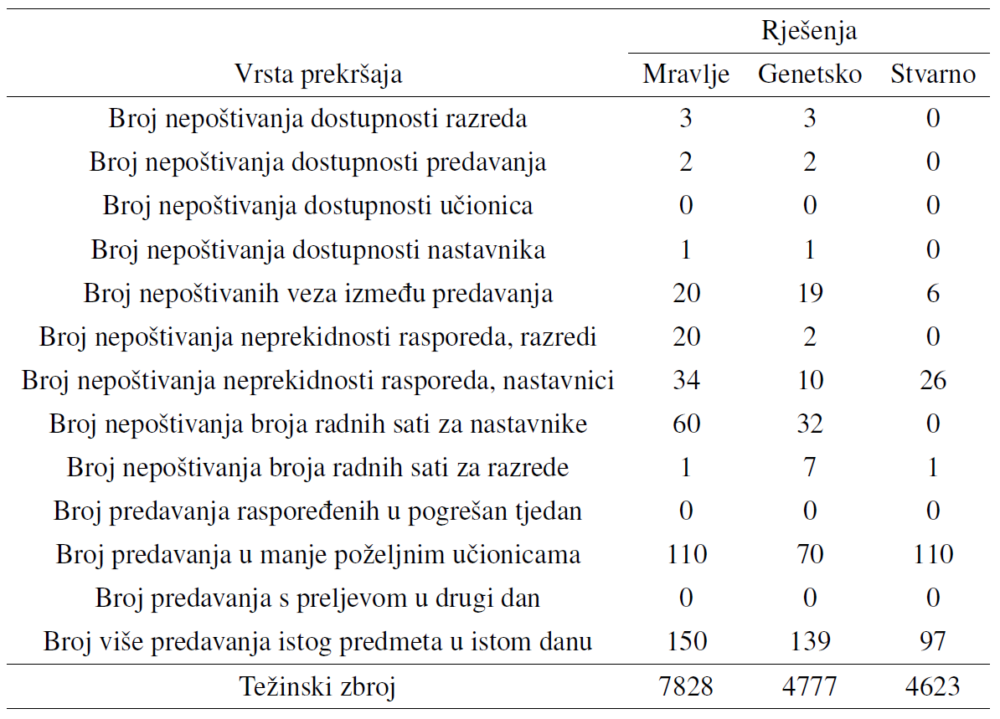 Rješenja
Vrsta prekršaja Mravlje Genetsko Stvarno
Broj nepoštivanja dostupnosti razreda 3 3 0
Broj nepoštivanja dostupnosti predavanja 2 2 0
Broj nepoštivanja dostupnosti učionica 0 0 0
Broj nepoštivanja dostupnosti nastavnika 1 1 0
Broj nepoštivanih veza između predavanja 20 19 6
Broj nepoštivanja neprekidnosti rasporeda, razredi 20 2 0
Broj nepoštivanja neprekidnosti rasporeda, nastavnici 34 10 26
Broj nepoštivanja broja radnih sati za nastavnike 60 32 0
Broj nepoštivanja broja radnih sati za razrede 1 7 1
Broj predavanja raspoređenih u pogrešan tjedan 0 0 0
Broj predavanja u manje poželjnim učionicama 110 70 110
Broj predavanja s preljevom u drugi dan 0 0 0
Broj više predavanja istog predmeta u istom danu 150 139 97
Težinski zbroj 7828 4777 4623